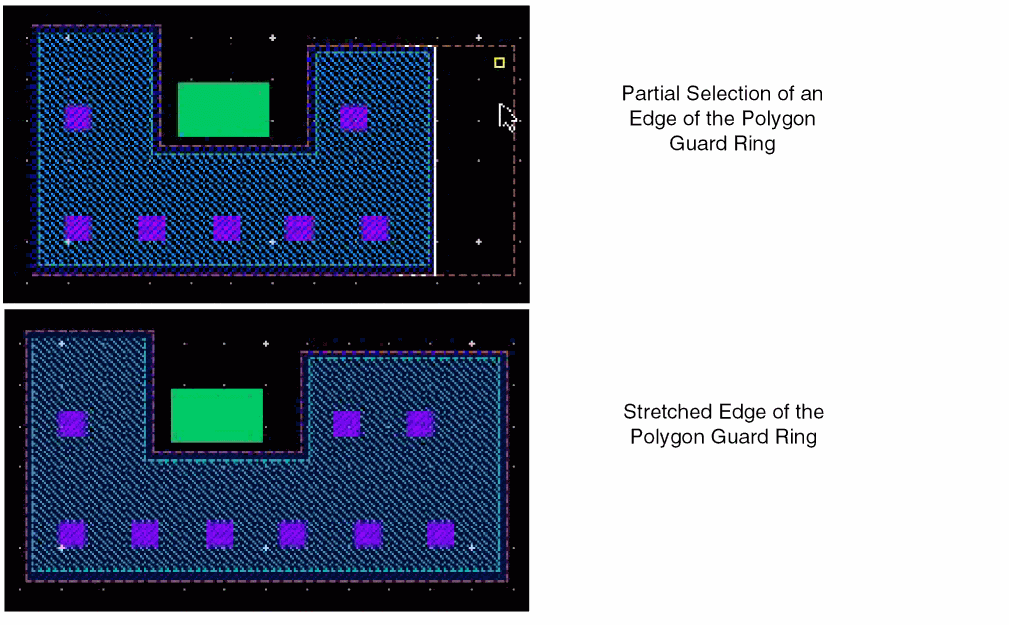 Partial Selection of an
Edge of the Polygon
Guard Ring
Stretched Edge of the
Polygon Guard Ring